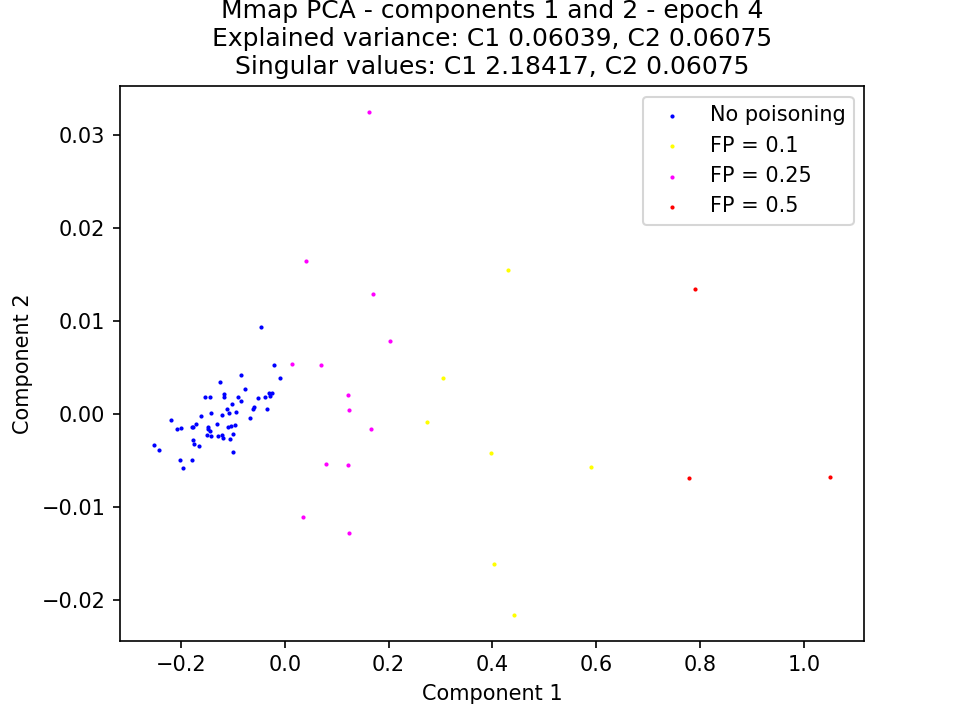 Mmap PCA - components 1 and 2 - epoch 4
Explained variance: C1 0.06039, C2 0.06075
Singular values: C1 2.18417, C2 0.06075
No poisoning
FP = 0.1
FP = 0.25
FP = 0.5
0.03
0.02
0.01
0.00
−0.01
−0.02
Component 2
−0.2
0.0
0.2
0.4
0.6
0.8
1.0
Component 1